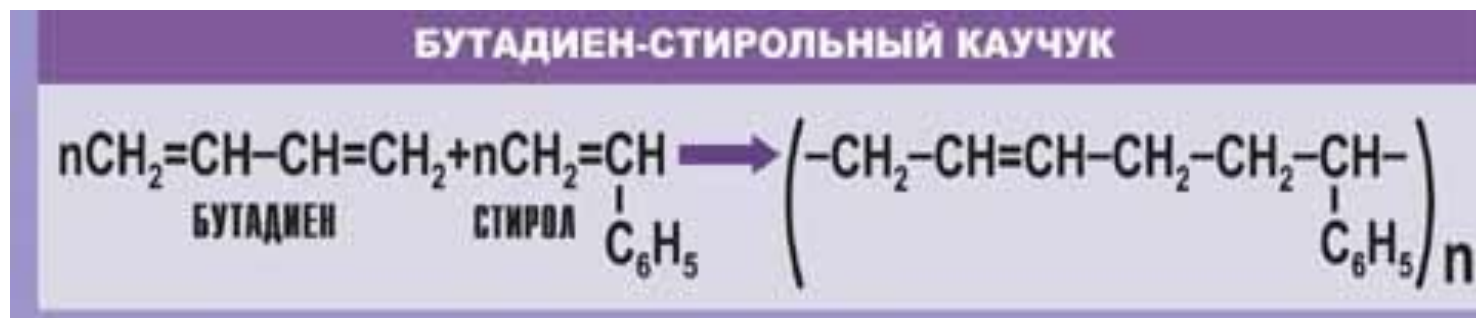 БУТАДИЕН-СТИРОЛЬНЫЙ КАУЧУК
nCH₂=CH–CH=CH₂+nCH₂=CH (–CH₂–CH=CH–CH₂–CH₂–CH–)
БУТАДИЕН СТИРОЛ C₆H₅ C₆H₅ n